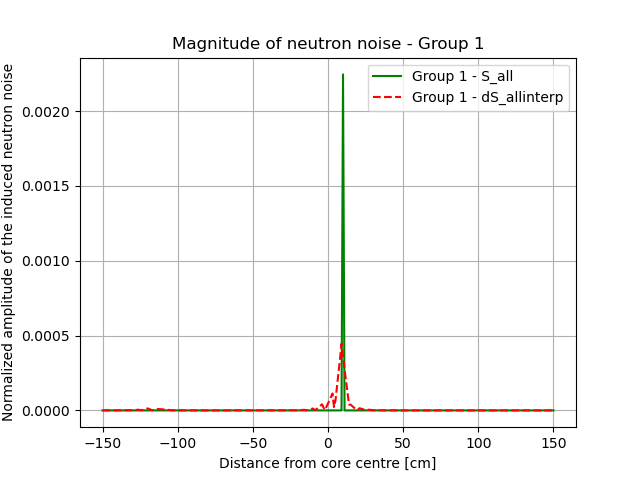 Magnitude of neutron noise - Group 1
Group 1 - S_all
Group 1 - dS_allinterp
Normalized amplitude of the induced neutron noise
0.0020
0.0015
0.0010
0.0005
0.0000
−150
−100
−50
0
50
100
150
Distance from core centre [cm]